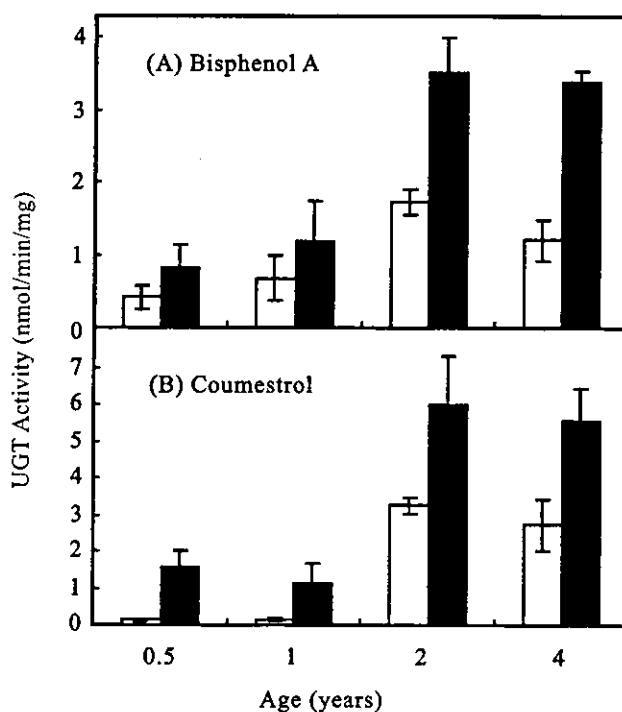 UGT Activity (nmol/min/mg)
(A) Bisphenol A
4
3
2
1
0
(B) Coumestrol
7
6
5
4
3
2
1
0
0.5 1 2 4
Age (years)